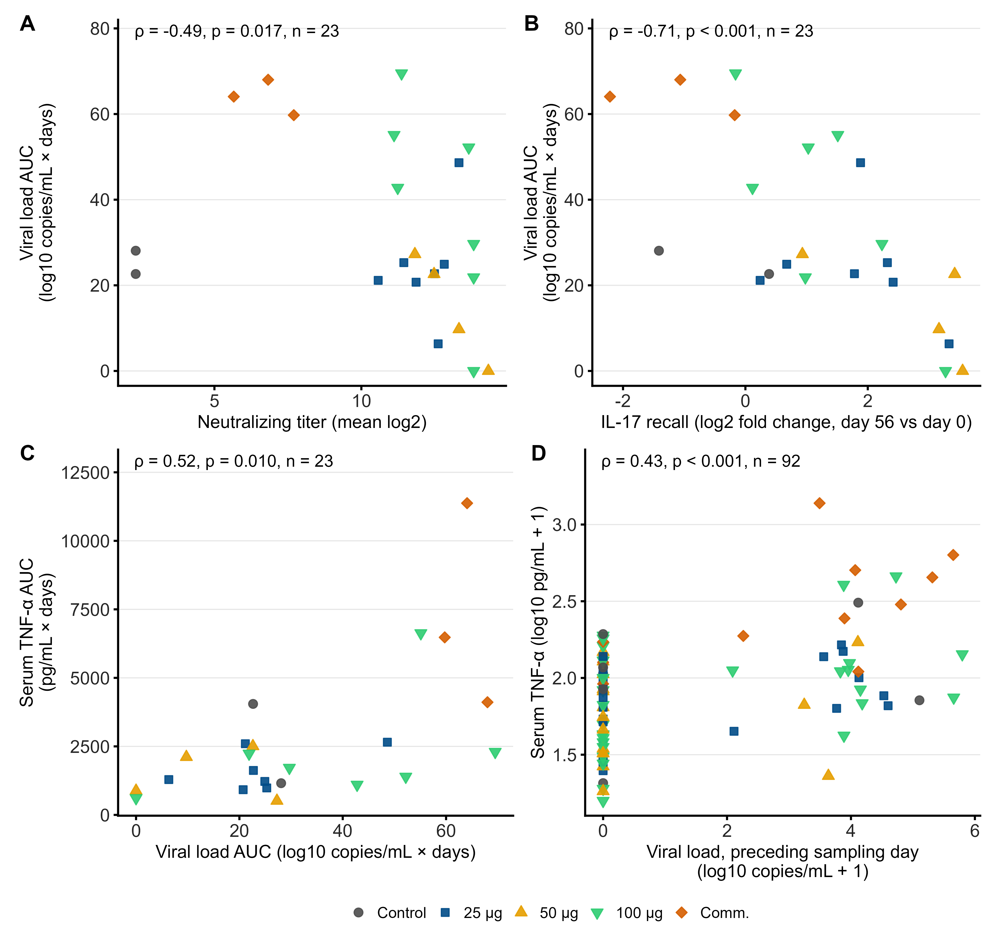 A
ρ = -0.49, p = 0.017, n = 23
80
60
40
20
0
5
10
Viral load AUC
(log10 copies/mL × days)
Neutralizing titer (mean log2)
B
ρ = -0.71, p < 0.001, n = 23
80
60
40
20
0
-2
0
2
Viral load AUC
(log10 copies/mL × days)
IL-17 recall (log2 fold change, day 56 vs day 0)
C
ρ = 0.52, p = 0.010, n = 23
12500
10000
7500
5000
2500
0
0
20
40
60
Serum TNF-α AUC
(pg/mL × days)
Viral load AUC (log10 copies/mL × days)
D
ρ = 0.43, p < 0.001, n = 92
3.0
2.5
2.0
1.5
0
2
4
6
Serum TNF-α (log10 pg/mL + 1)
Viral load, preceding sampling day
(log10 copies/mL + 1)
Control
25 µg
50 µg
100 µg
Comm.